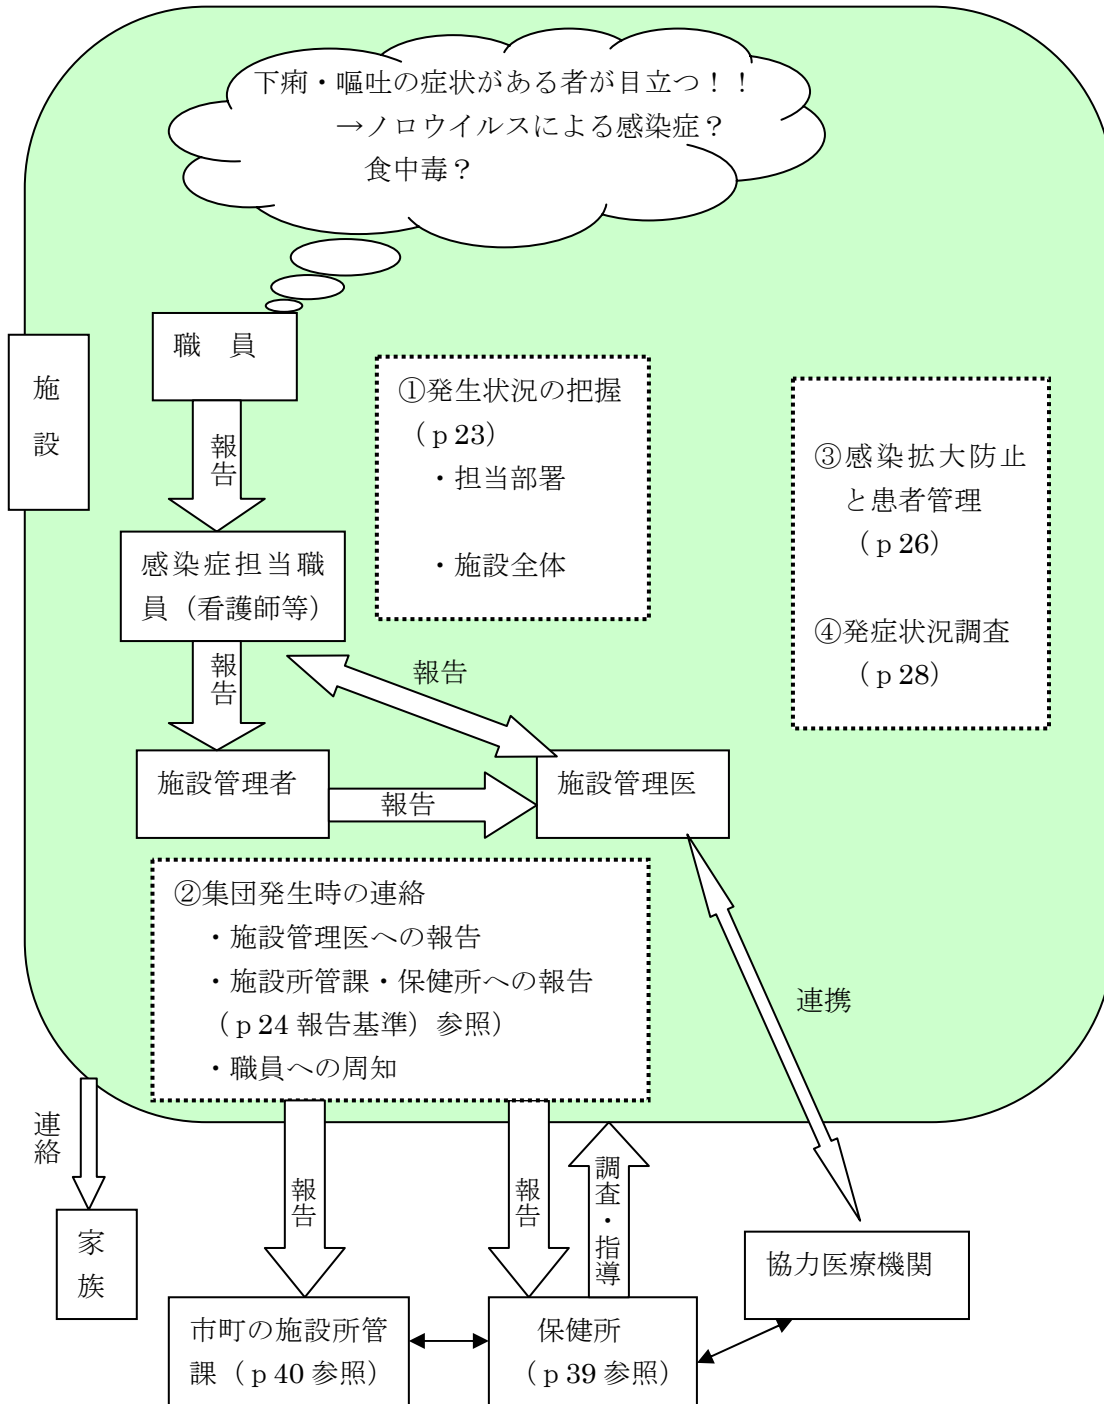 下痢・嘔吐の症状がある者が目立つ！！
→ノロウイルスによる感染症？
食中毒？
職　員
施設
①発生状況の把握
（ｐ23）
・担当部署
・施設全体
③感染拡大防止
と患者管理
（ｐ26）
④発症状況調査
（ｐ28）
報告
感染症担当職
員（看護師等）
報告
報告
施設管理者
報告
施設管理医
②集団発生時の連絡
・施設管理医への報告
・施設所管課・保健所への報告
（ｐ24 報告基準）参照）
・職員への周知
連携
連絡
報告
報告
調査・指導
家族
協力医療機関
市町の施設所管
課（ｐ40 参照）
保健所
（ｐ39 参照）